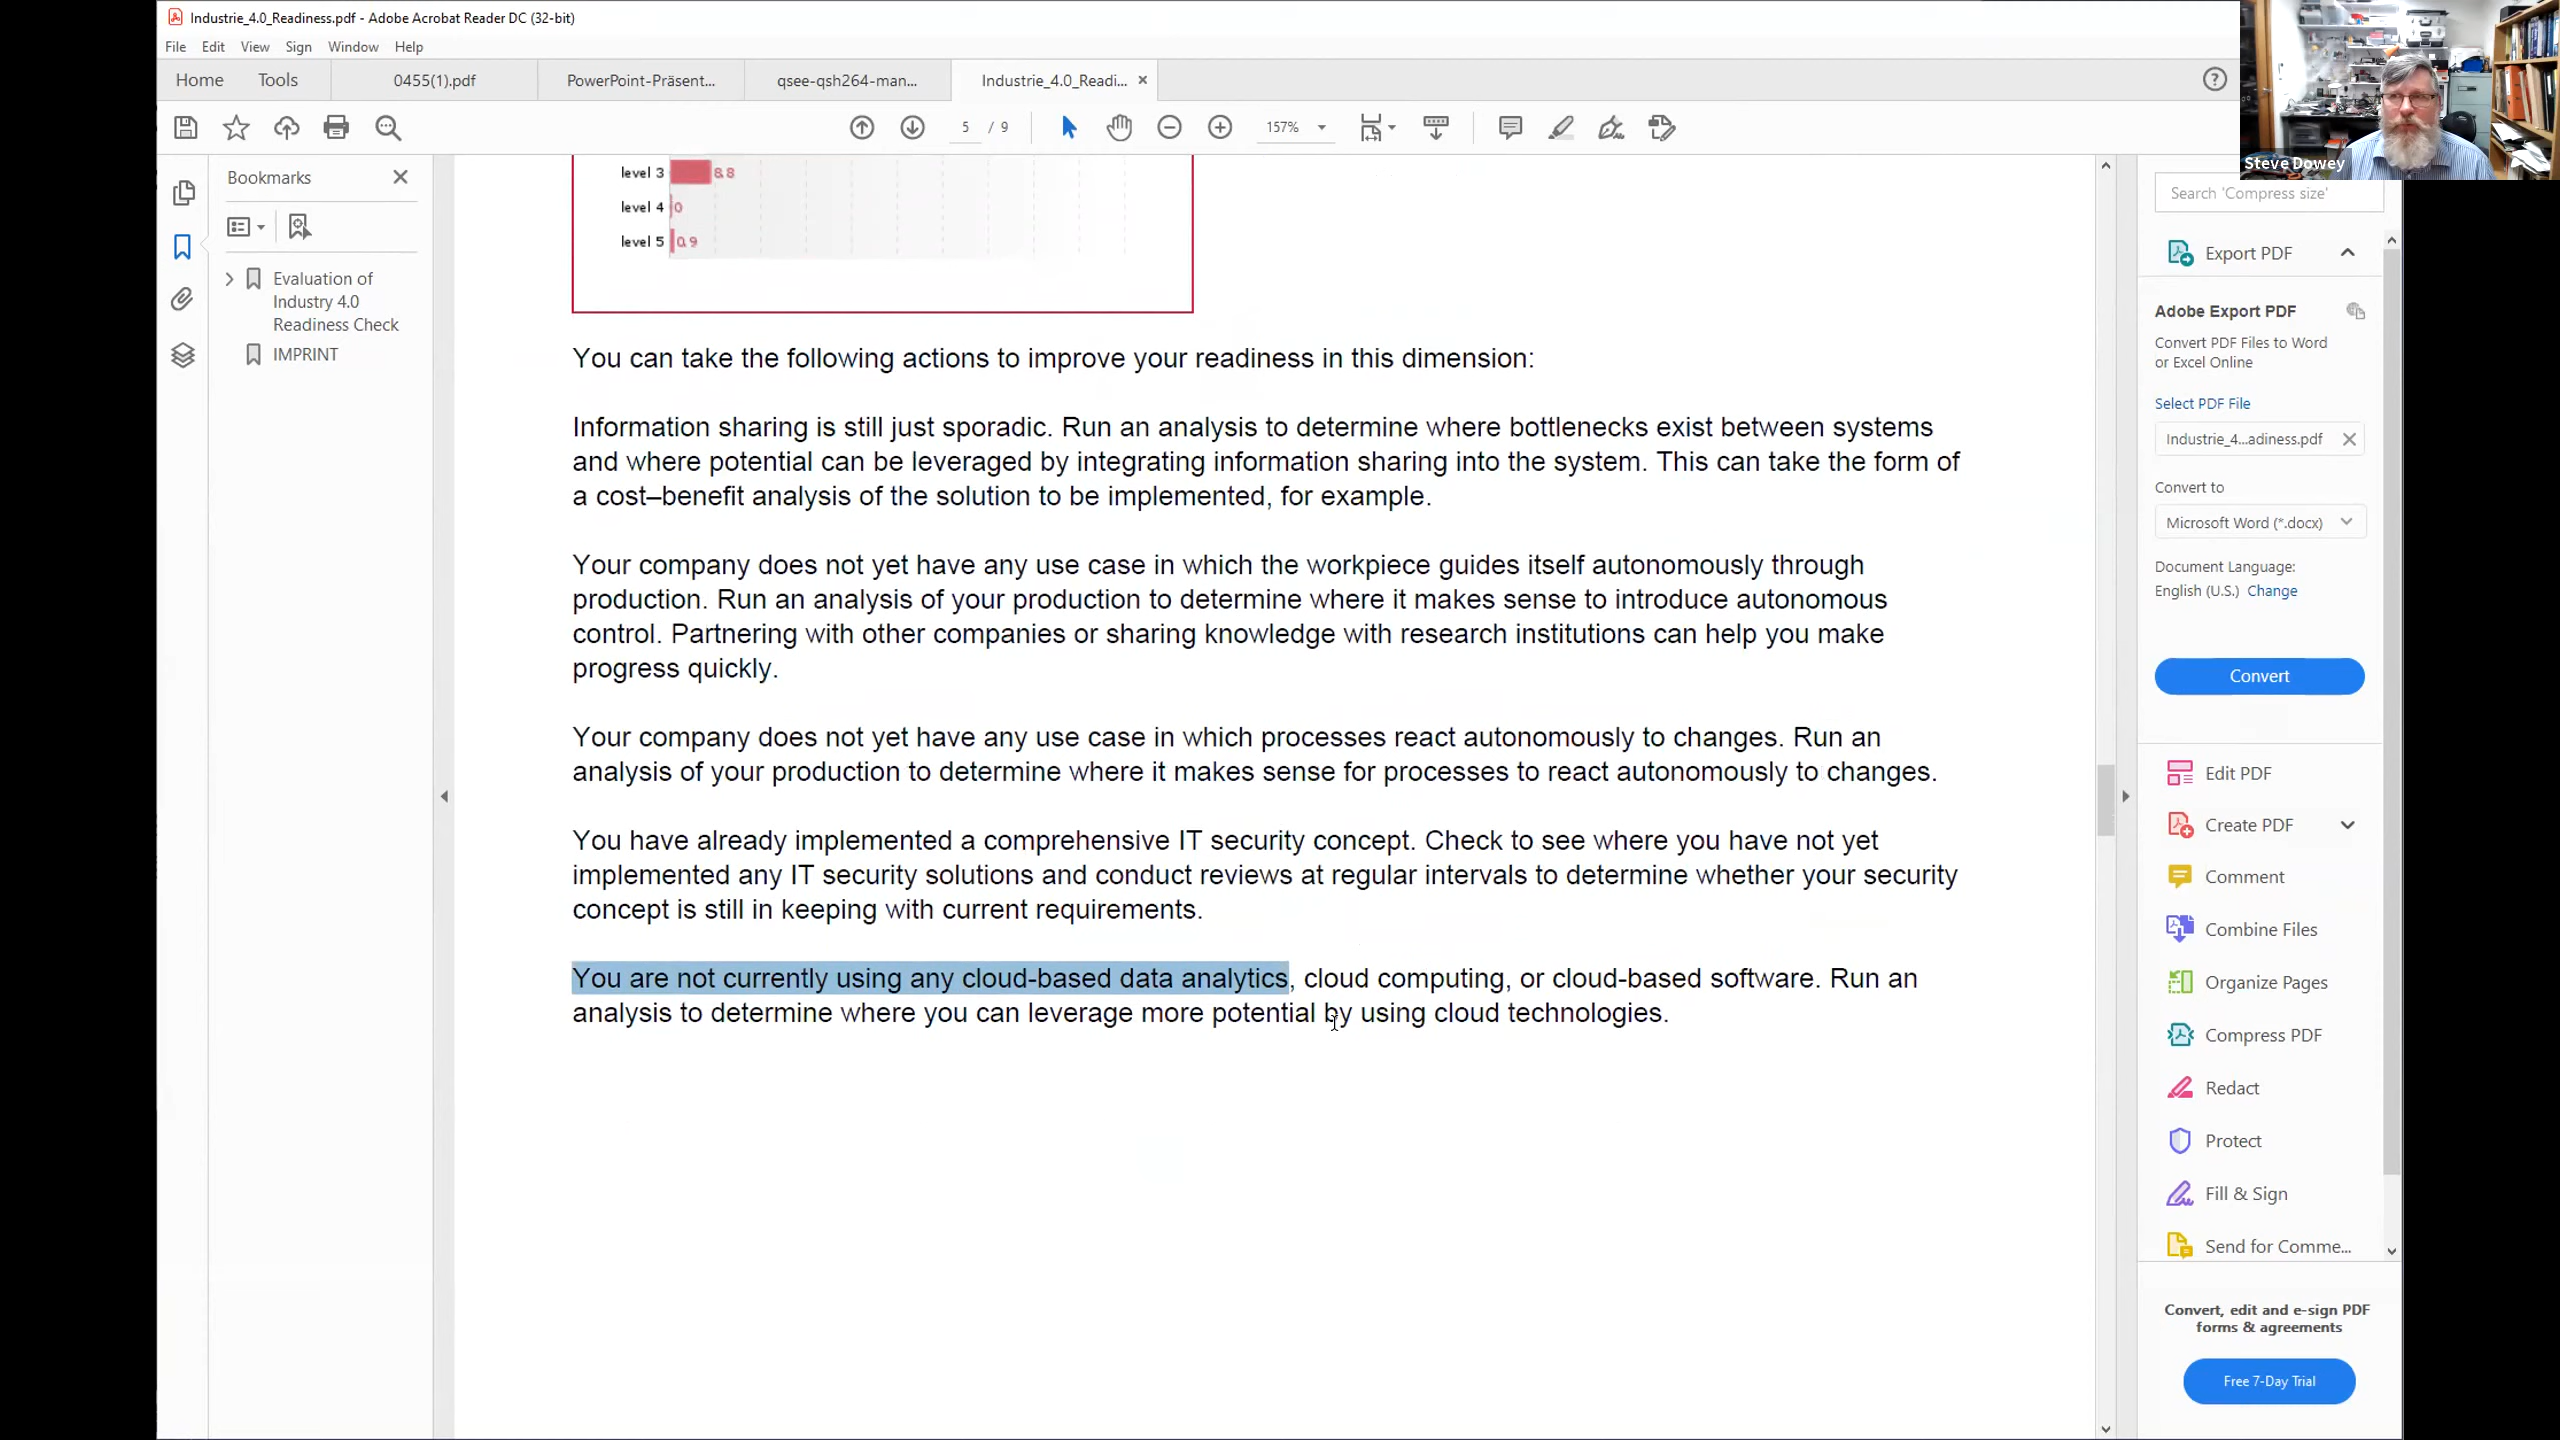 Industrie_4.0_Readiness.pdf - Adobe Acrobat Reader DC (32-bit)
File Edit View Sign Window Help
Home Tools 0455(1).pdf PowerPoint-Präsent... qsee-qsh264-man... Industrie_4.0_Readi...
5 / 9 157%
Steve Dowey
Bookmarks
Evaluation of
Industry 4.0
Readiness Check
IMPRINT
level 3 8.8
level 4 0
level 5 0.9
You can take the following actions to improve your readiness in this dimension:
Information sharing is still just sporadic. Run an analysis to determine where bottlenecks exist between systems
and where potential can be leveraged by integrating information sharing into the system. This can take the form of
a cost–benefit analysis of the solution to be implemented, for example.
Your company does not yet have any use case in which the workpiece guides itself autonomously through
production. Run an analysis of your production to determine where it makes sense to introduce autonomous
control. Partnering with other companies or sharing knowledge with research institutions can help you make
progress quickly.
Your company does not yet have any use case in which processes react autonomously to changes. Run an
analysis of your production to determine where it makes sense for processes to react autonomously to changes.
You have already implemented a comprehensive IT security concept. Check to see where you have not yet
implemented any IT security solutions and conduct reviews at regular intervals to determine whether your security
concept is still in keeping with current requirements.
You are not currently using any cloud-based data analytics, cloud computing, or cloud-based software. Run an
analysis to determine where you can leverage more potential by using cloud technologies.
Search 'Compress size'
Export PDF
Adobe Export PDF
Convert PDF Files to Word
or Excel Online
Select PDF File
Industrie_4...adiness.pdf
Convert to
Microsoft Word (*.docx)
Document Language:
English (U.S.) Change
Convert
Edit PDF
Create PDF
Comment
Combine Files
Organize Pages
Compress PDF
Redact
Protect
Fill & Sign
Send for Comme...
Convert, edit and e-sign PDF
forms & agreements
Free 7-Day Trial